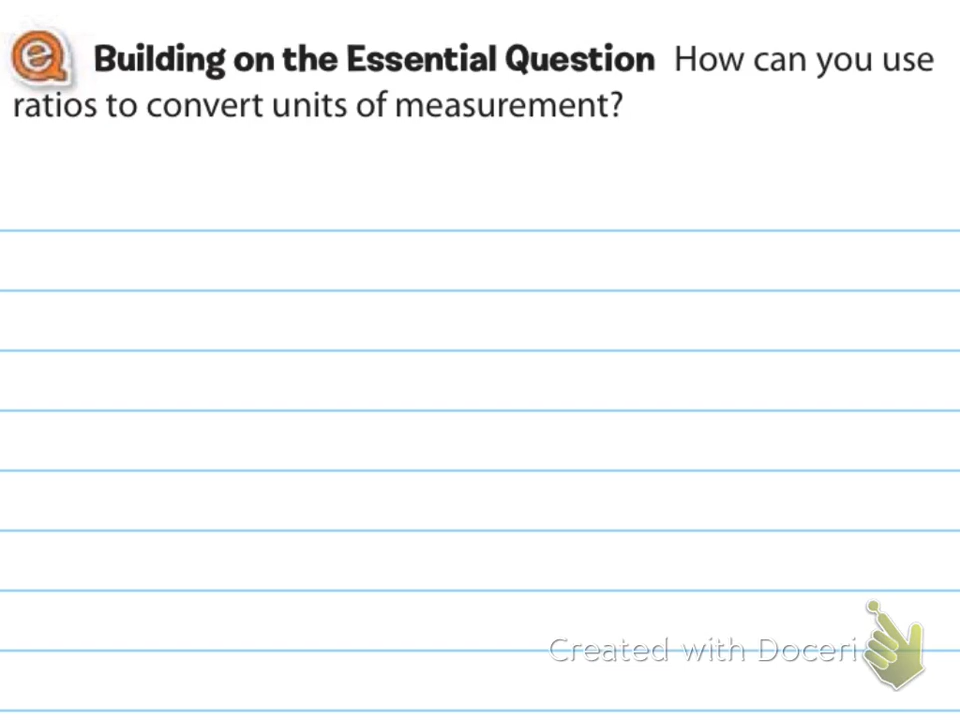 e Building on the Essential Question How can you use
ratios to convert units of measurement?
Created with Doceri